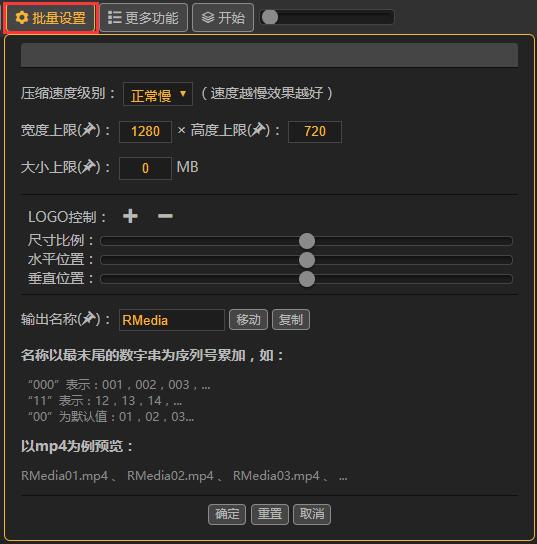 批量设置 更多功能 开始
压缩速度级别： 正常慢 （速度越慢效果越好）
宽度上限()： 1280 × 高度上限()： 720
大小上限()： 0 MB
LOGO控制：
尺寸比例：
水平位置：
垂直位置：
输出名称()： RMedia 移动 复制
名称以最末尾的数字串为序列号累加，如：
“000”表示：001，002，003，...
“11”表示：12，13，14，...
“00”为默认值：01，02，03...
以mp4为例预览：
RMedia01.mp4 、 RMedia02.mp4 、 RMedia03.mp4 、 ...
确定 重置 取消